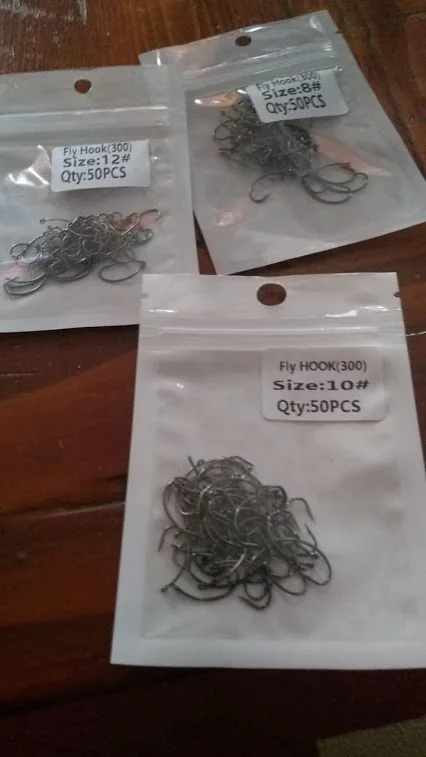 Fly Hook(300)
Size:12#
Qty:50PCS
Fly Hook(300)
Size:8#
Qty:50PCS
Fly HOOK(300)
Size:10#
Qty:50PCS